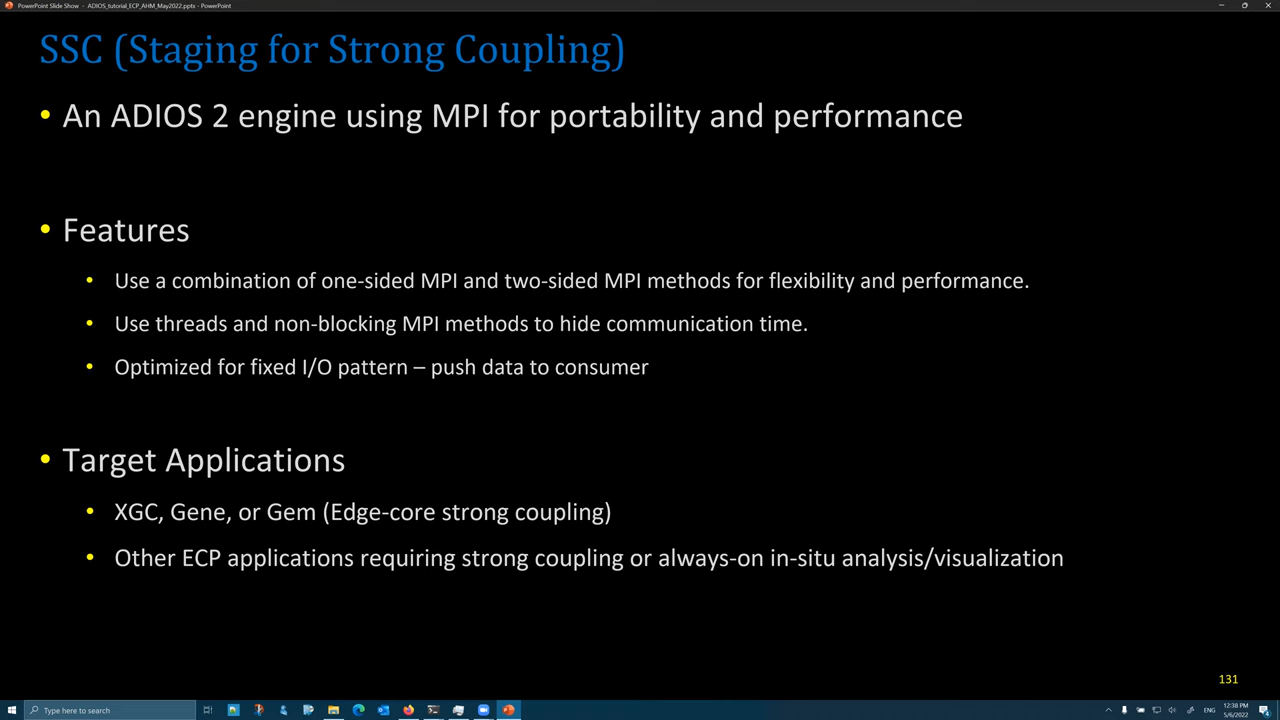 PowerPoint Slide Show - ADIOS_tutorial_ECP_AHM_May2022.pptx - PowerPoint
SSC (Staging for Strong Coupling)
• An ADIOS 2 engine using MPI for portability and performance
• Features
• Use a combination of one-sided MPI and two-sided MPI methods for flexibility and performance.
• Use threads and non-blocking MPI methods to hide communication time.
• Optimized for fixed I/O pattern – push data to consumer
• Target Applications
• XGC, Gene, or Gem (Edge-core strong coupling)
• Other ECP applications requiring strong coupling or always-on in-situ analysis/visualization
131
Type here to search
ENG
12:38 PM
5/6/2022